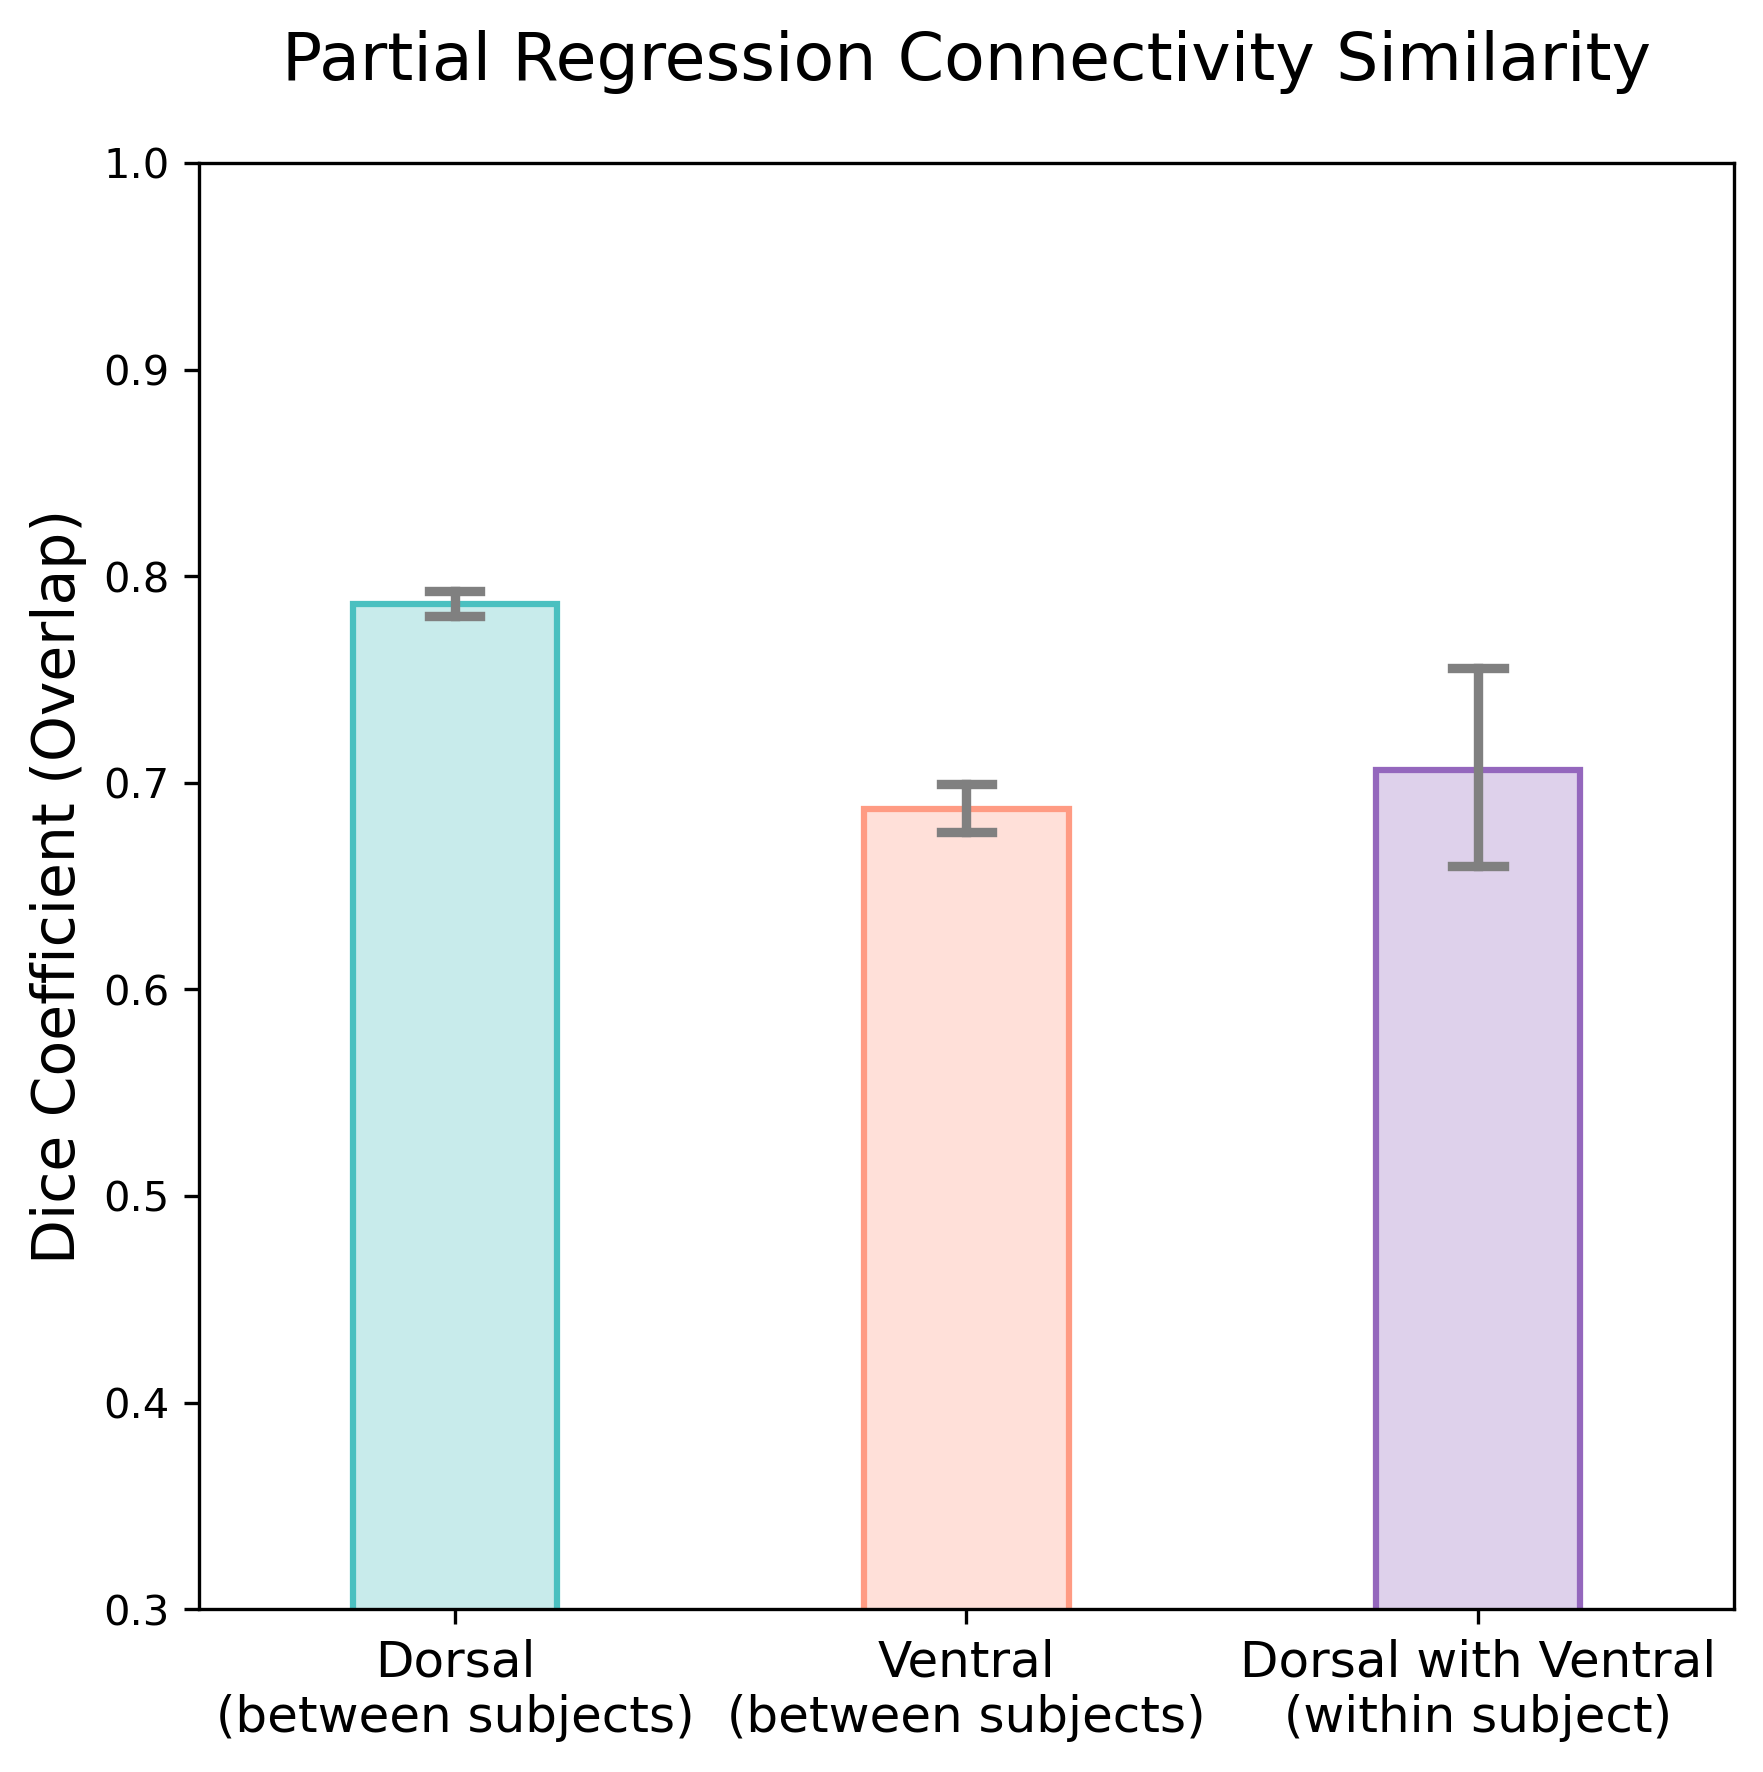 Partial Regression Connectivity Similarity
Dice Coefficient (Overlap)
1.0
0.9
0.8
0.7
0.6
0.5
0.4
0.3
Dorsal
(between subjects)
Ventral
(between subjects)
Dorsal with Ventral
(within subject)